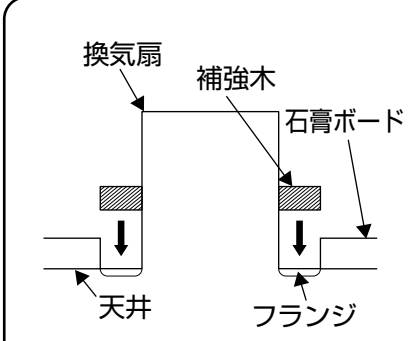 換気扇
補強木
石膏ボード
天井
フランジ